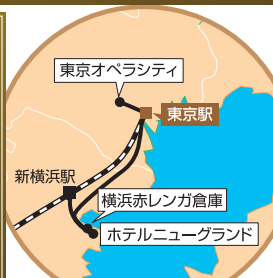 東京オペラシティ
東京駅
新横浜駅
横浜赤レンガ倉庫
ホテルニューグランド